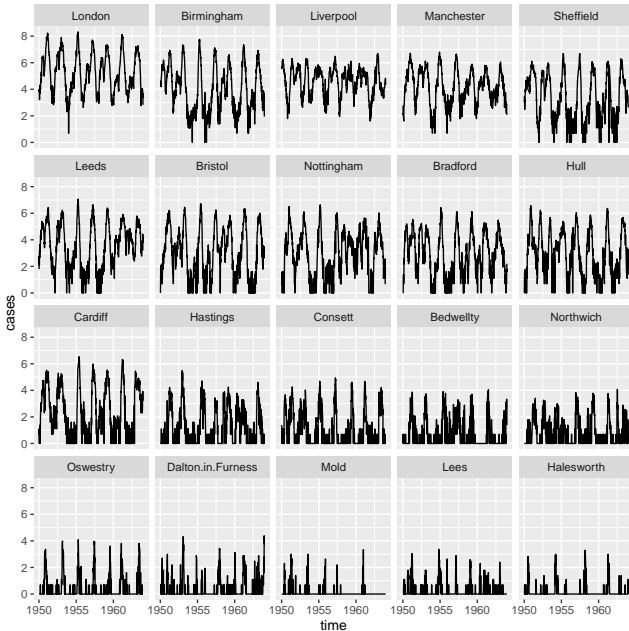 London Birmingham Liverpool Manchester Sheffield
8
6
4
2
0
Leeds Bristol Nottingham Bradford Hull
8
6
4
2
0
cases
Cardiff Hastings Consett Bedwellty Northwich
8
6
4
2
0
Oswestry Dalton.in.Furness Mold Lees Halesworth
8
6
4
2
0
1950 1955 1960 1950 1955 1960 1950 1955 1960 1950 1955 1960 1950 1955 1960
time